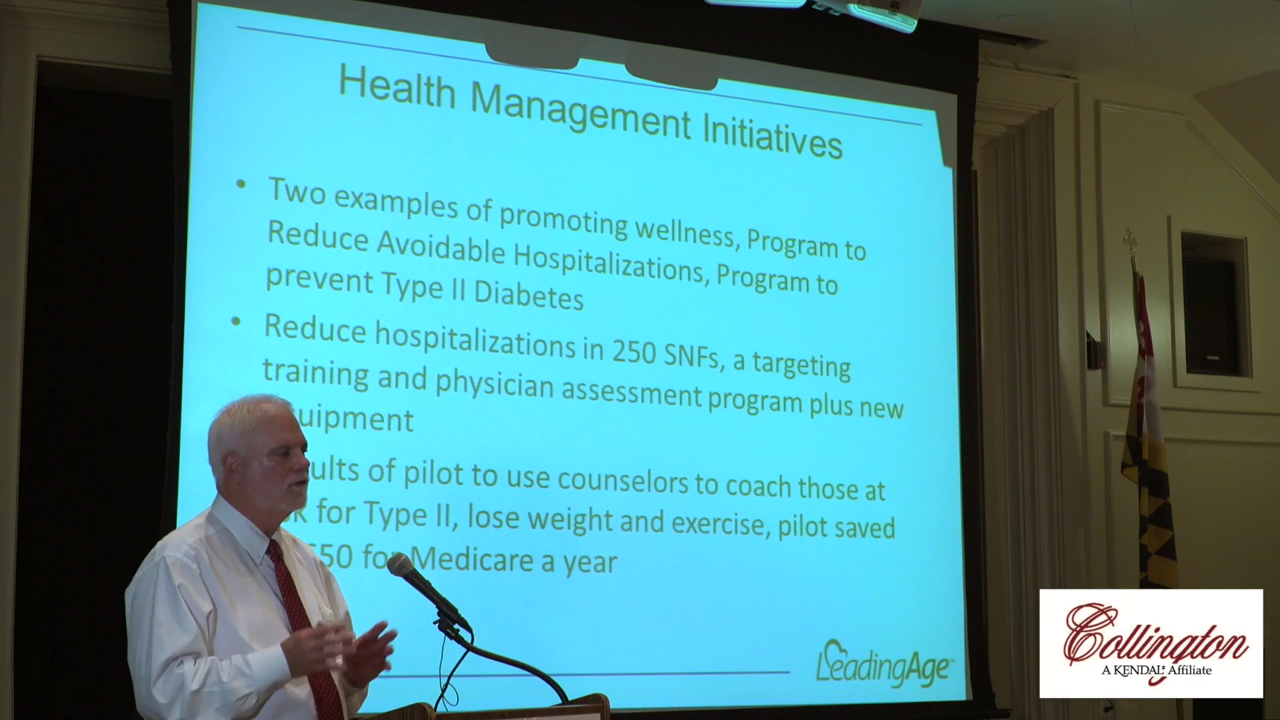 Health Management Initiatives
• Two examples of promoting wellness, Program to
Reduce Avoidable Hospitalizations, Program to
prevent Type II Diabetes
• Reduce hospitalizations in 250 SNFs, a targeting
training and physician assessment program plus new
uipment
ults of pilot to use counselors to coach those at
k for Type II, lose weight and exercise, pilot saved
50 for Medicare a year
LeadingAge
Collington
A KENDAL Affiliate